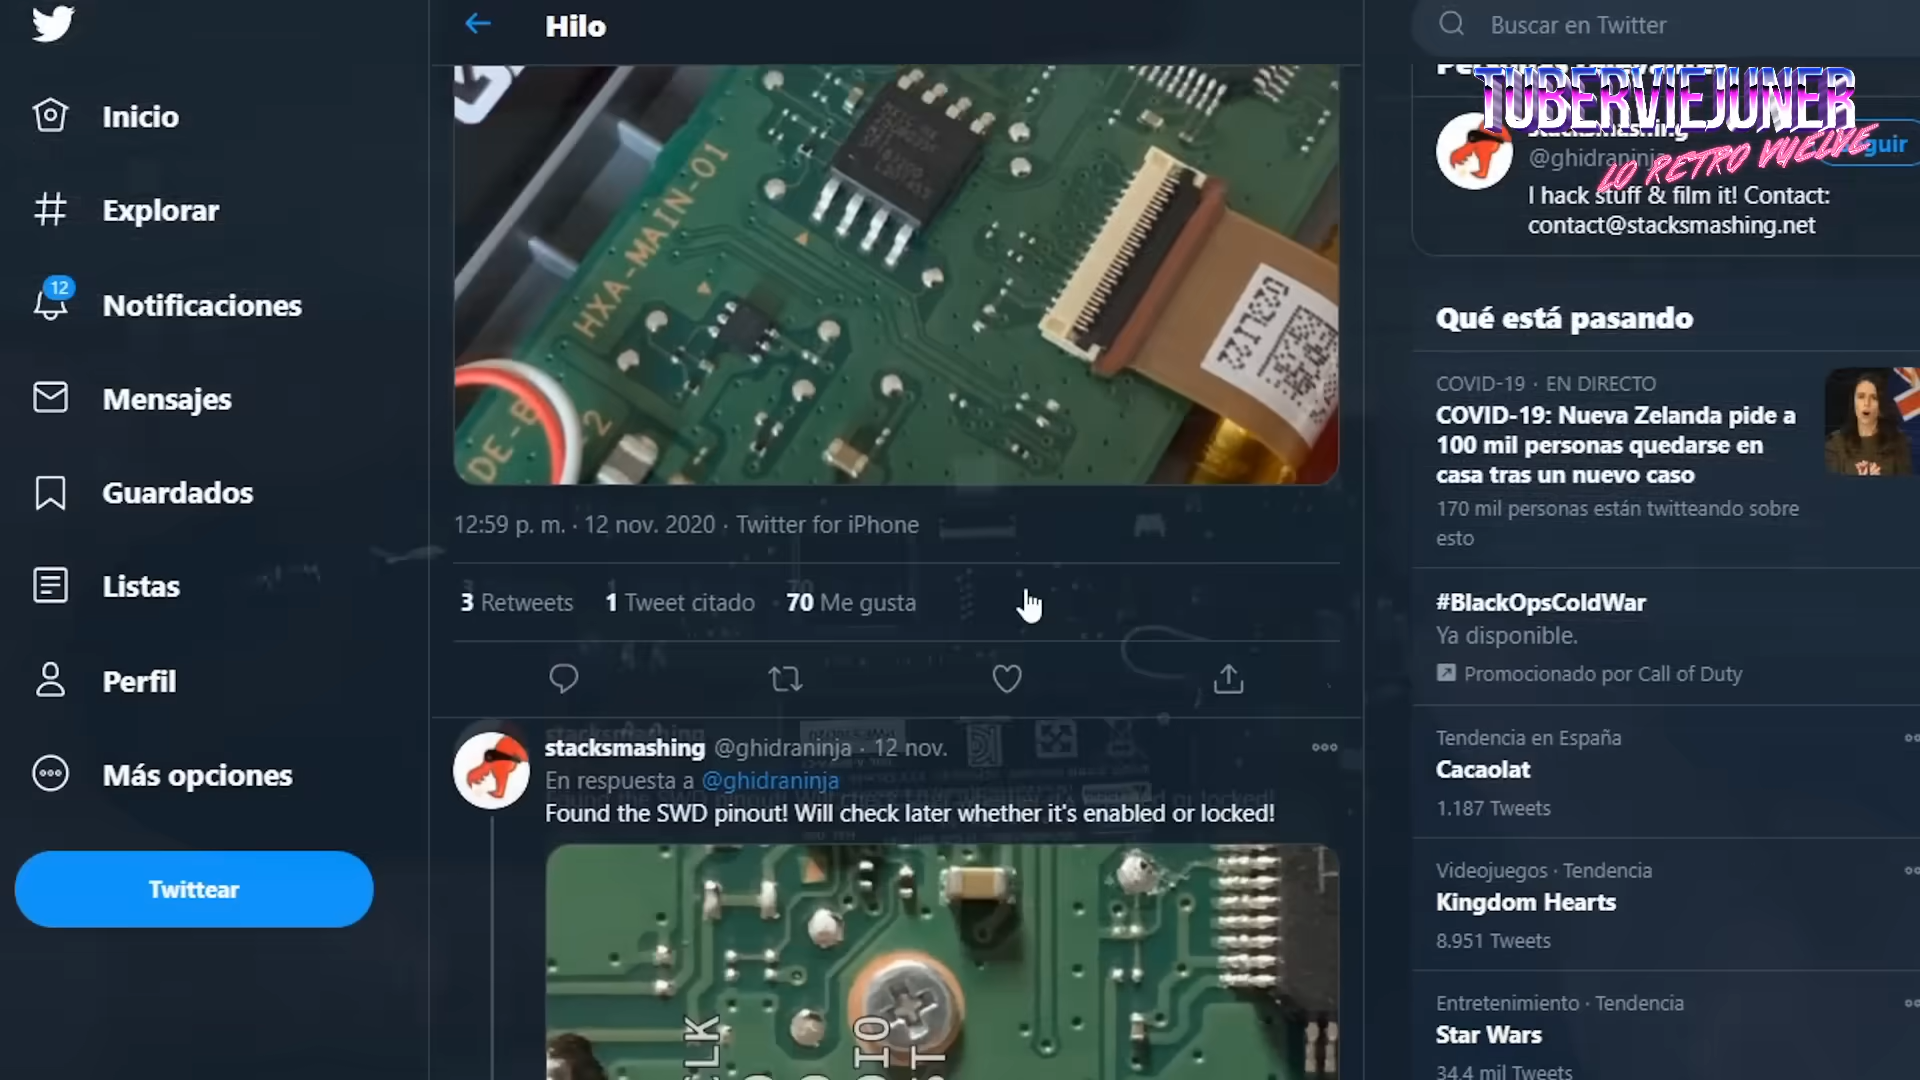 Inicio
Explorar
12
Notificaciones
Mensajes
Guardados
Listas
Perfil
Más opciones
Twittear
Hilo
HXA-MAIN-01
12:59 p. m. · 12 nov. 2020 · Twitter for iPhone
3 Retweets 1 Tweet citado 70 Me gusta
stacksmashing @ghidraninja · 12 nov.
En respuesta a @ghidraninja
Found the SWD pinout! Will check later whether it's enabled or locked!
Buscar en Twitter
TUBERVIEJUNER
LO RETRO VUELVE
@ghidraninja
I hack stuff & film it! Contact:
contact@stacksmashing.net
Qué está pasando
COVID-19 · EN DIRECTO
COVID-19: Nueva Zelanda pide a
100 mil personas quedarse en
casa tras un nuevo caso
170 mil personas están twitteando sobre
esto
#BlackOpsColdWar
Ya disponible.
Promocionado por Call of Duty
Tendencia en España
Cacaolat
1.187 Tweets
Videojuegos · Tendencia
Kingdom Hearts
8.951 Tweets
Entretenimiento · Tendencia
Star Wars
34,4 mil Tweets